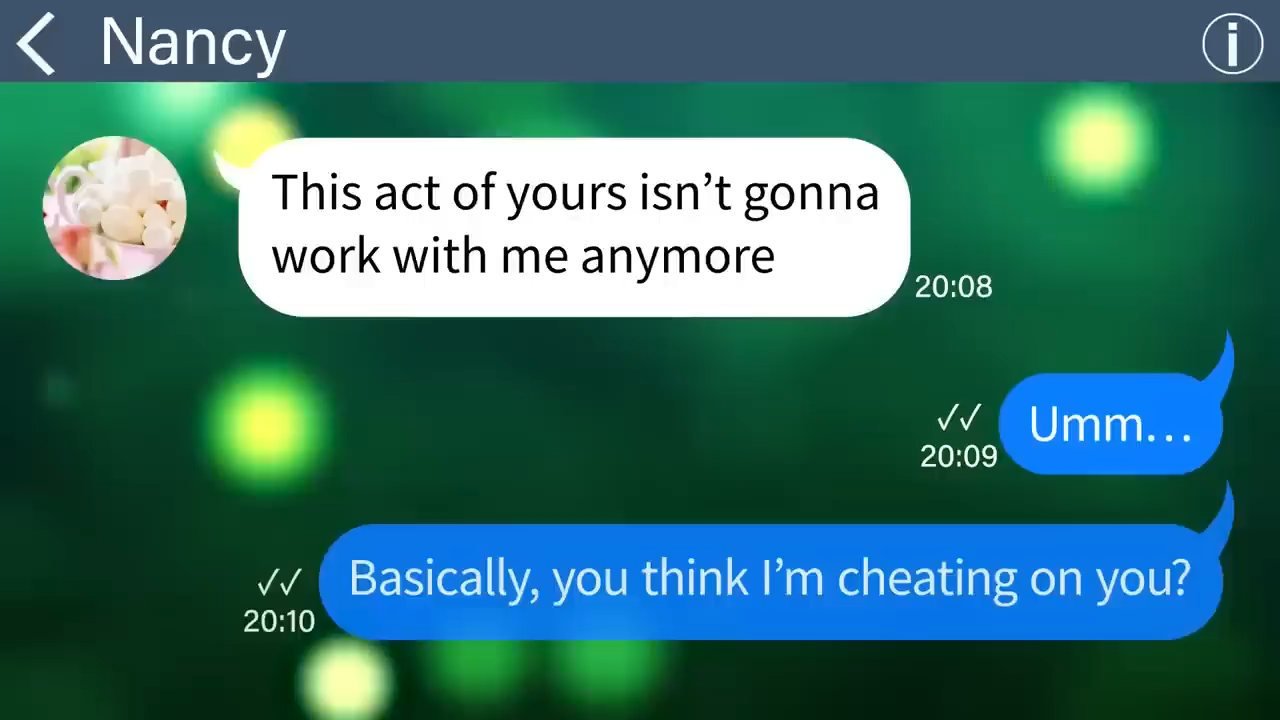 Nancy
This act of yours isn’t gonna
work with me anymore
20:08
Umm...
20:09
Basically, you think I’m cheating on you?
20:10